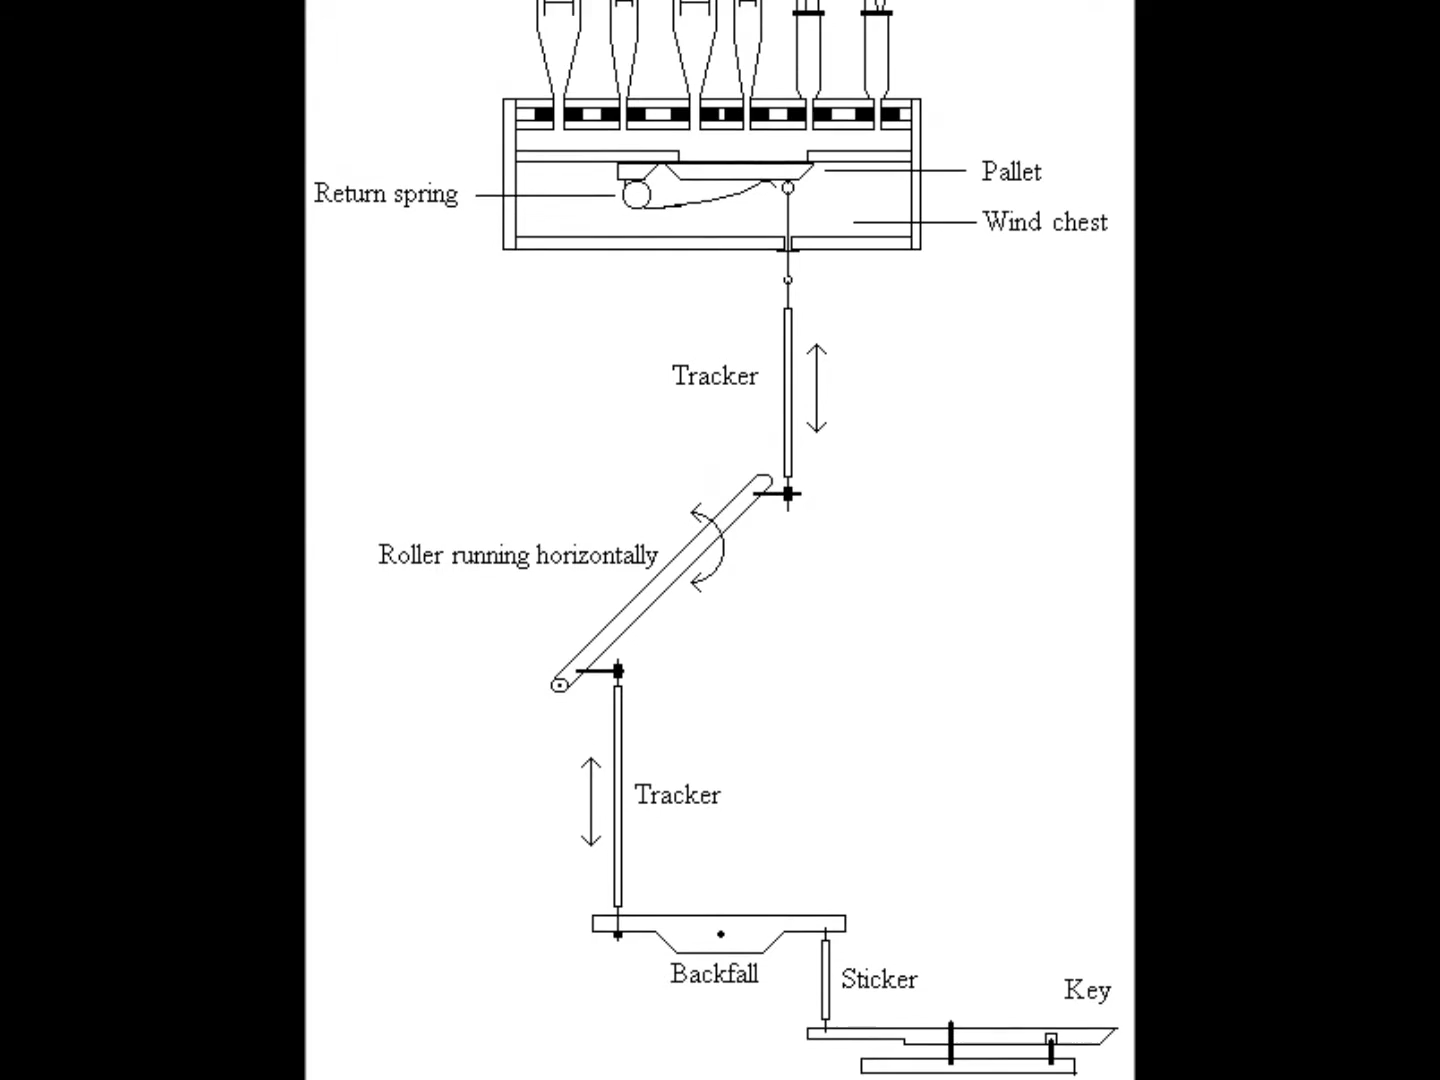 Pallet
Return spring
Wind chest
Tracker
Roller running horizontally
Tracker
Backfall
Sticker
Key